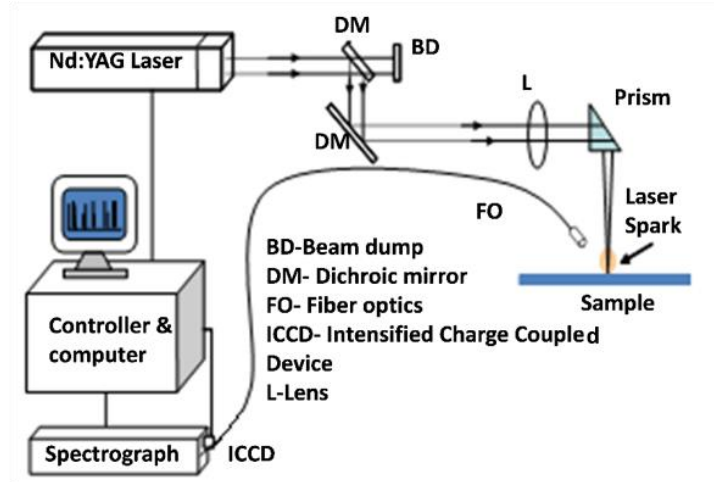 DM
BD
Nd:YAG Laser
L
Prism
DM
FO
Laser
Spark
BD-Beam dump
DM- Dichroic mirror
FO- Fiber optics
ICCD- Intensified Charge Coupled
Device
L-Lens
Sample
Controller &
computer
Spectrograph
ICCD